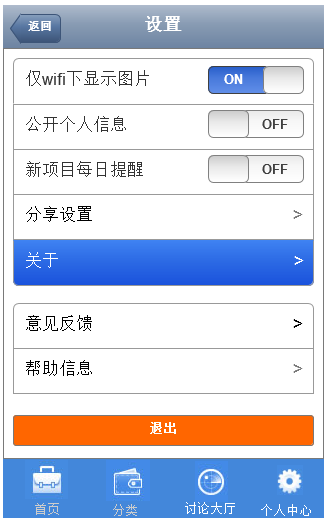 返回
设置
仅wifi下显示图片
ON
公开个人信息
OFF
新项目每日提醒
OFF
分享设置 >
关于 >
意见反馈 >
帮助信息 >
退出
首页
分类
讨论大厅
个人中心